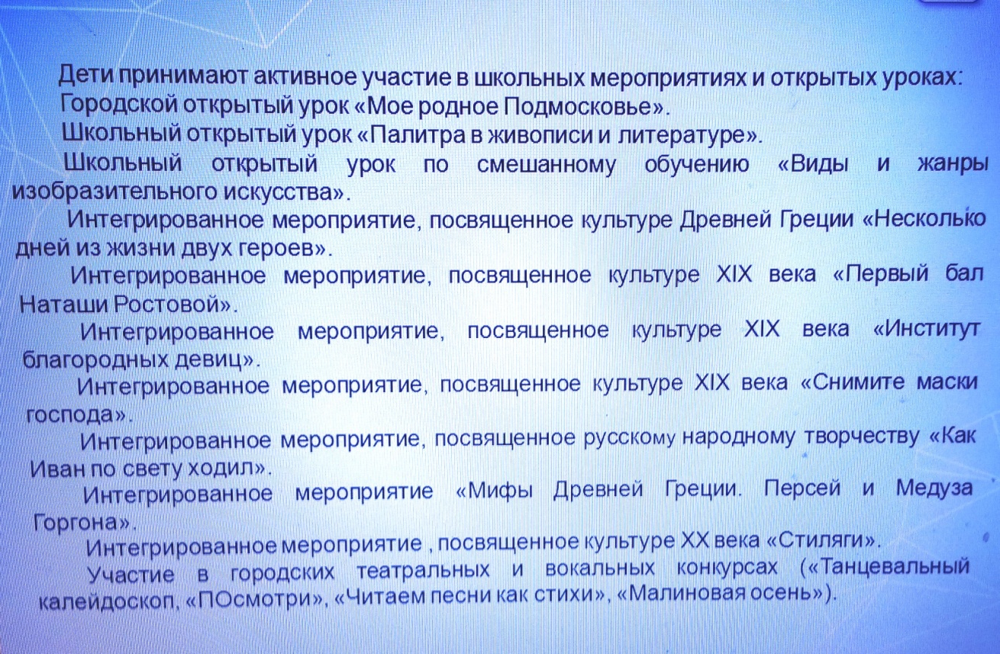 Дети принимают активное участие в школьных мероприятиях и открытых уроках:
Городской открытый урок «Мое родное Подмосковье».
Школьный открытый урок «Палитра в живописи и литературе».
Школьный открытый урок по смешанному обучению «Виды и жанры
изобразительного искусства».
Интегрированное мероприятие, посвященное культуре Древней Греции «Несколько
дней из жизни двух героев».
Интегрированное мероприятие, посвященное культуре XIX века «Первый бал
Наташи Ростовой».
Интегрированное мероприятие, посвященное культуре XIX века «Институт
благородных девиц».
Интегрированное мероприятие, посвященное культуре XIX века «Снимите маски
господа».
Интегрированное мероприятие, посвященное русскому народному творчеству «Как
Иван по свету ходил».
Интегрированное мероприятие «Мифы Древней Греции. Персей и Медуза
Горгона».
Интегрированное мероприятие , посвященное культуре XX века «Стиляги».
Участие в городских театральных и вокальных конкурсах («Танцевальный
калейдоскоп, «ПОсмотри», «Читаем песни как стихи», «Малиновая осень»).